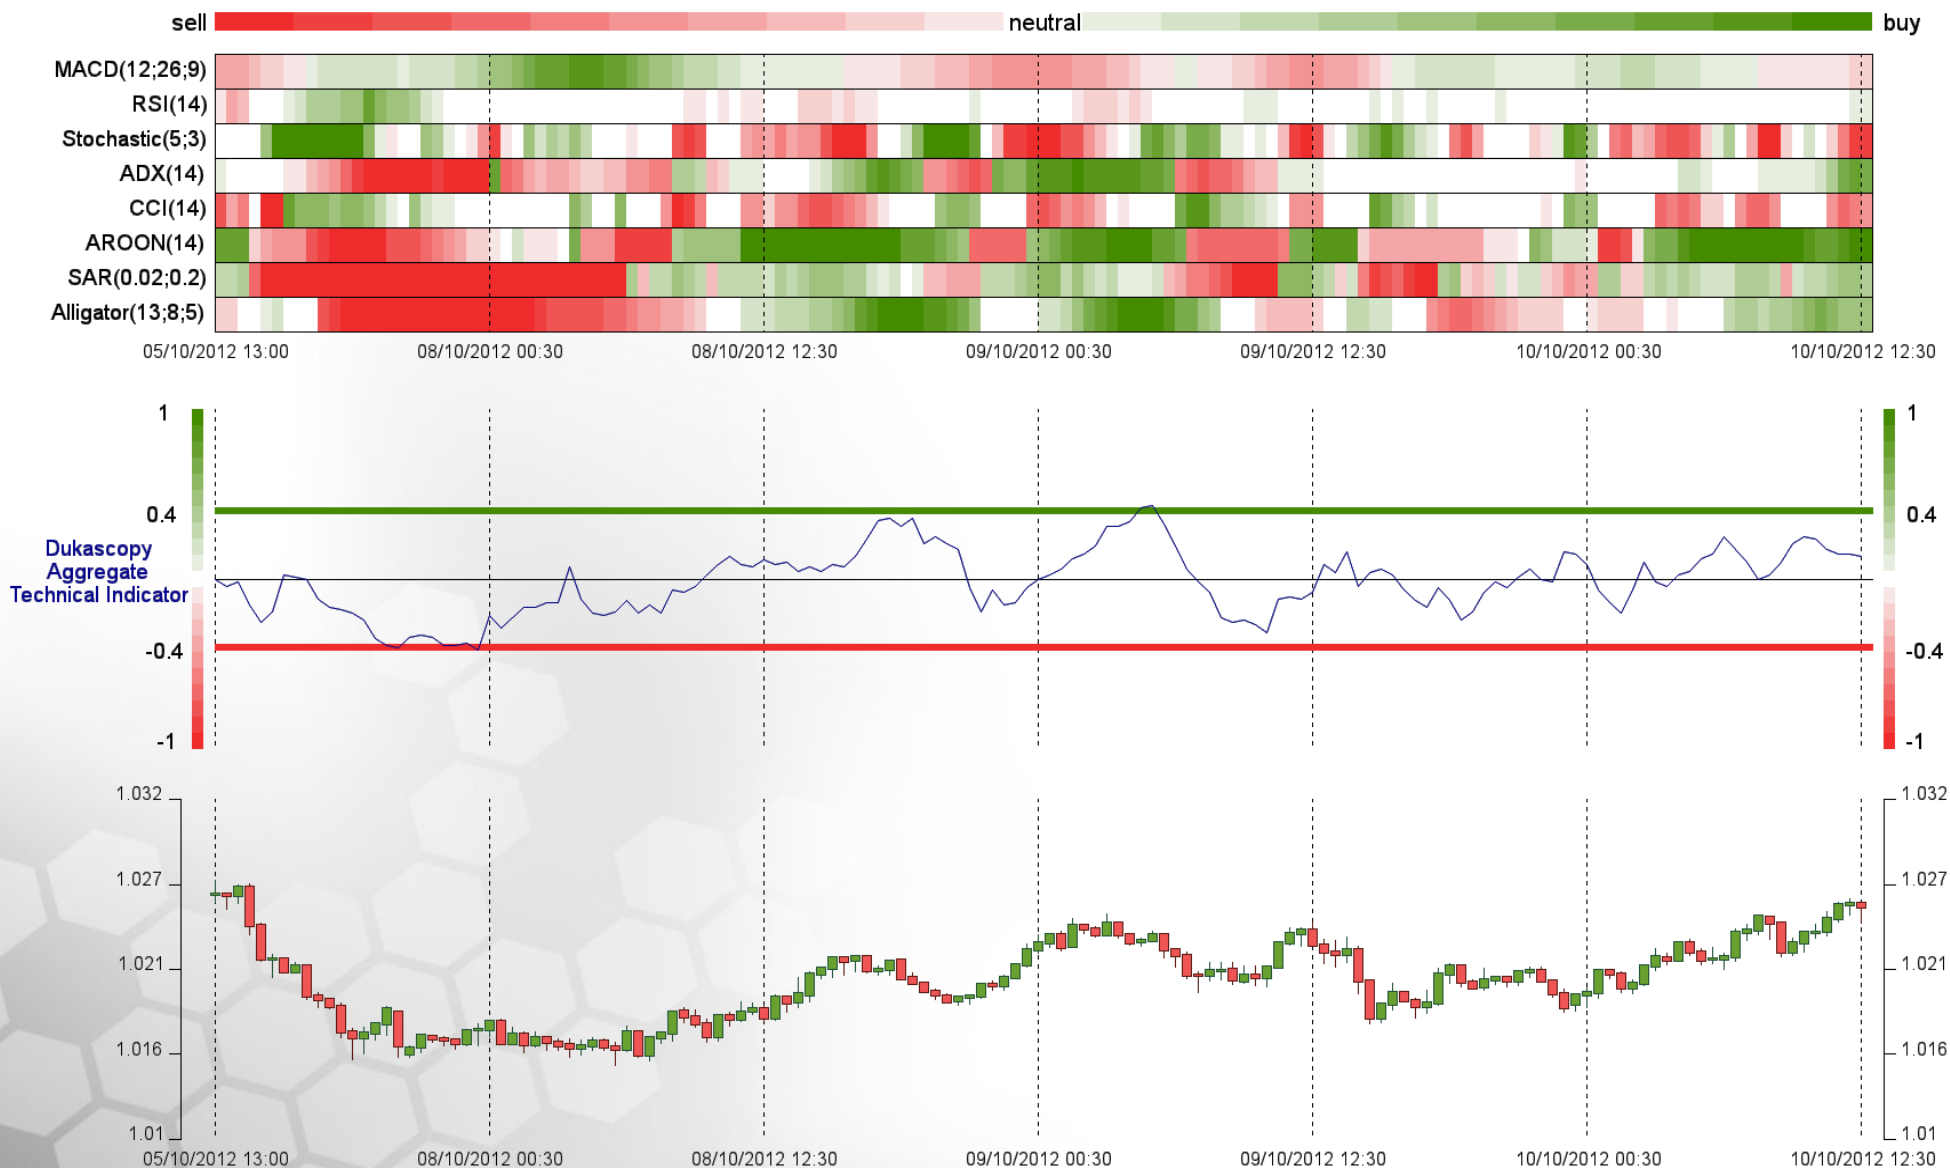 sell neutral buy
MACD(12;26;9)
RSI(14)
Stochastic(5;3)
ADX(14)
CCI(14)
AROON(14)
SAR(0.02;0.2)
Alligator(13;8;5)
05/10/2012 13:00 08/10/2012 00:30 08/10/2012 12:30 09/10/2012 00:30 09/10/2012 12:30 10/10/2012 00:30 10/10/2012 12:30
1 1
0.4 0.4
Dukascopy
Aggregate
Technical Indicator
-0.4 -0.4
-1 -1
1.032 1.032
1.027 1.027
1.021 1.021
1.016 1.016
1.01 1.01
05/10/2012 13:00 08/10/2012 00:30 08/10/2012 12:30 09/10/2012 00:30 09/10/2012 12:30 10/10/2012 00:30 10/10/2012 12:30